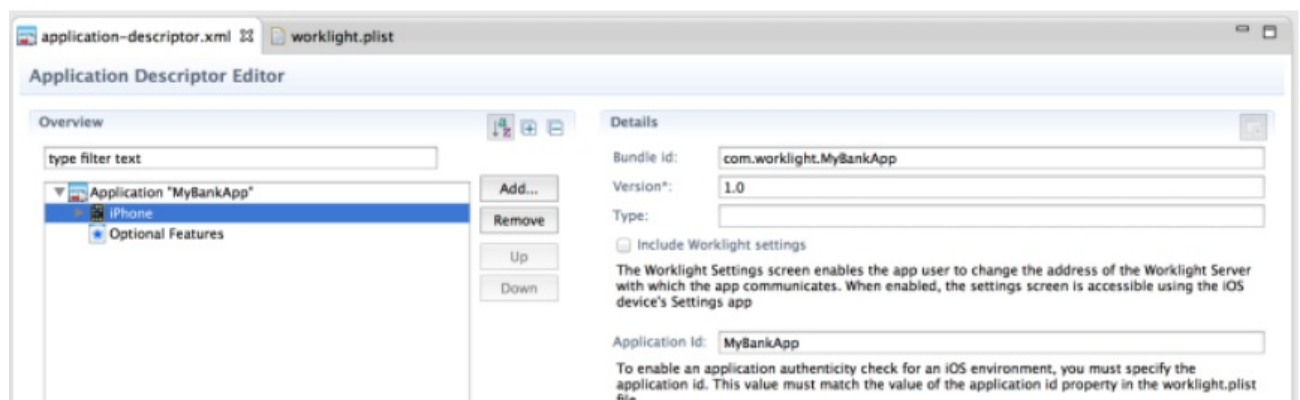 application-descriptor.xml
worklight.plist
Application Descriptor Editor
Overview
type filter text
Application "MyBankApp"
iPhone
Optional Features
Add...
Remove
Up
Down
Details
Bundle id: com.worklight.MyBankApp
Version*: 1.0
Type:
Include Worklight settings
The Worklight Settings screen enables the app user to change the address of the Worklight Server
with which the app communicates. When enabled, the settings screen is accessible using the iOS
device's Settings app
Application Id: MyBankApp
To enable an application authenticity check for an iOS environment, you must specify the
application id. This value must match the value of the application id property in the worklight.plist
file